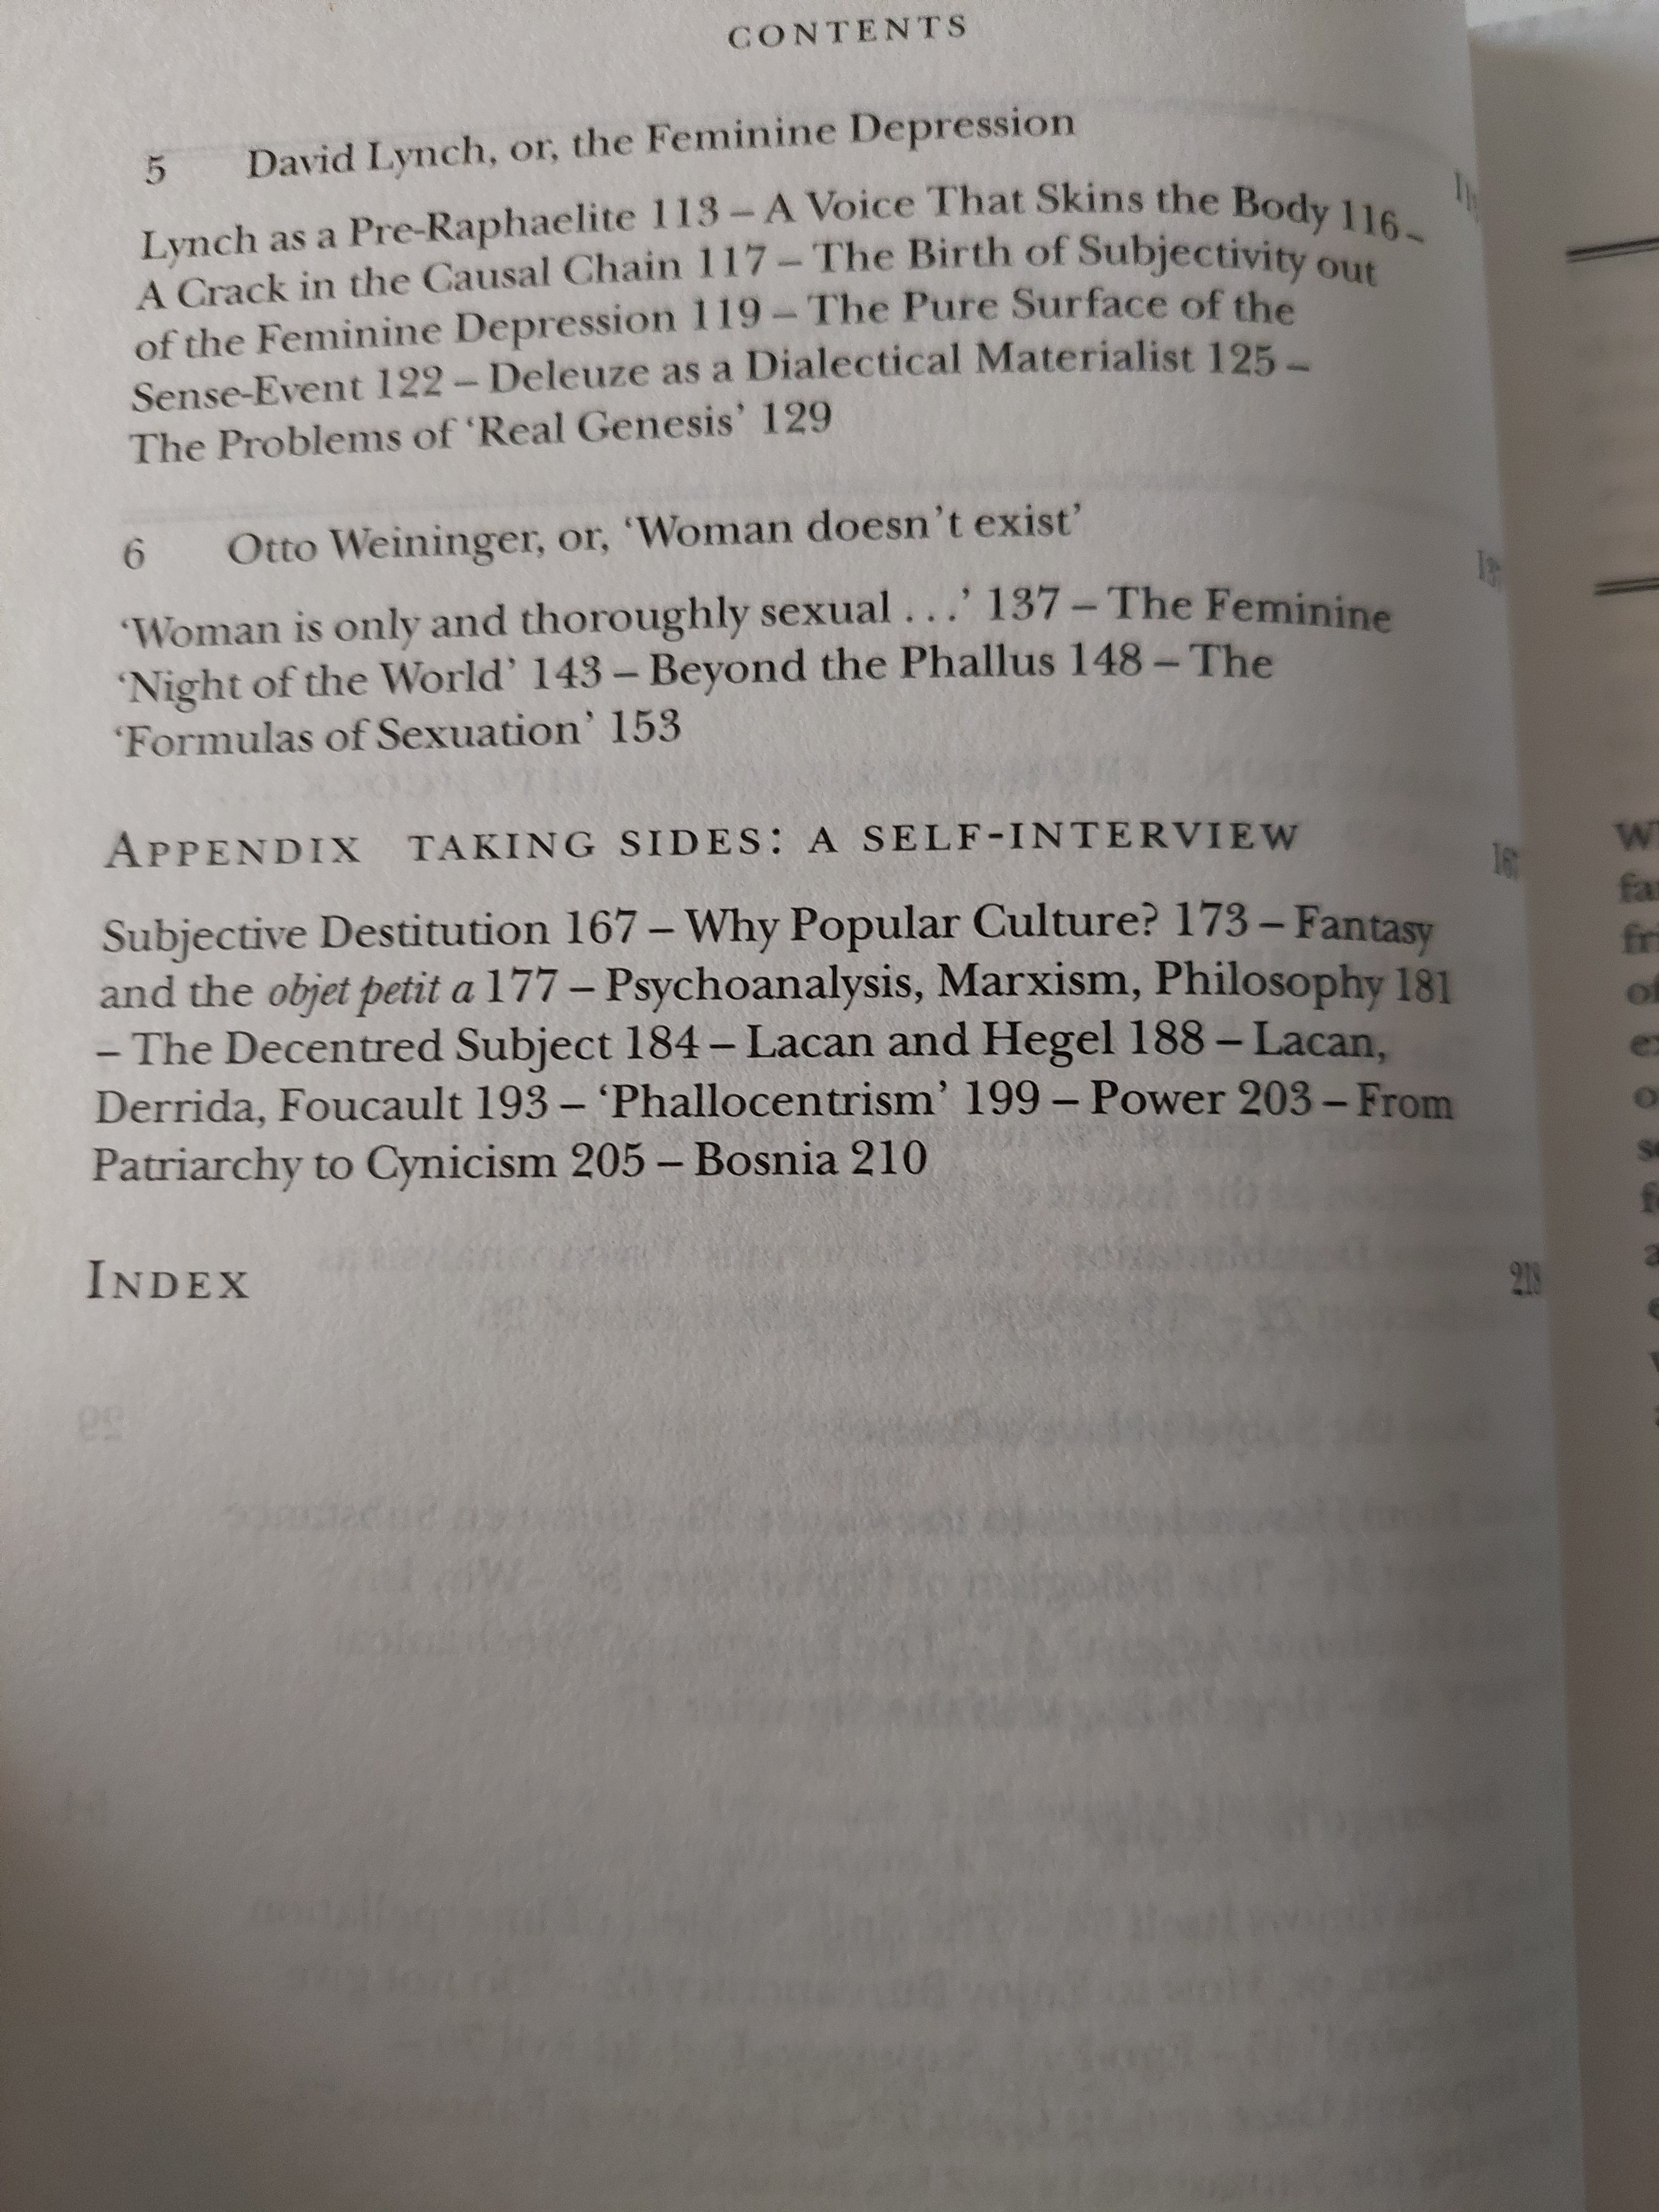 CONTENTS
5 David Lynch, or, the Feminine Depression
Lynch as a Pre-Raphaelite 113 – A Voice That Skins the Body 116 –
A Crack in the Causal Chain 117 – The Birth of Subjectivity out
of the Feminine Depression 119 – The Pure Surface of the
Sense-Event 122 – Deleuze as a Dialectical Materialist 125 –
The Problems of ‘Real Genesis’ 129
6 Otto Weininger, or, ‘Woman doesn’t exist’
‘Woman is only and thoroughly sexual . . .’ 137 – The Feminine
‘Night of the World’ 143 – Beyond the Phallus 148 – The
‘Formulas of Sexuation’ 153
APPENDIX TAKING SIDES: A SELF-INTERVIEW 167
Subjective Destitution 167 – Why Popular Culture? 173 – Fantasy
and the objet petit a 177 – Psychoanalysis, Marxism, Philosophy 181
– The Decentred Subject 184 – Lacan and Hegel 188 – Lacan,
Derrida, Foucault 193 – ‘Phallocentrism’ 199 – Power 203 – From
Patriarchy to Cynicism 205 – Bosnia 210
INDEX 218